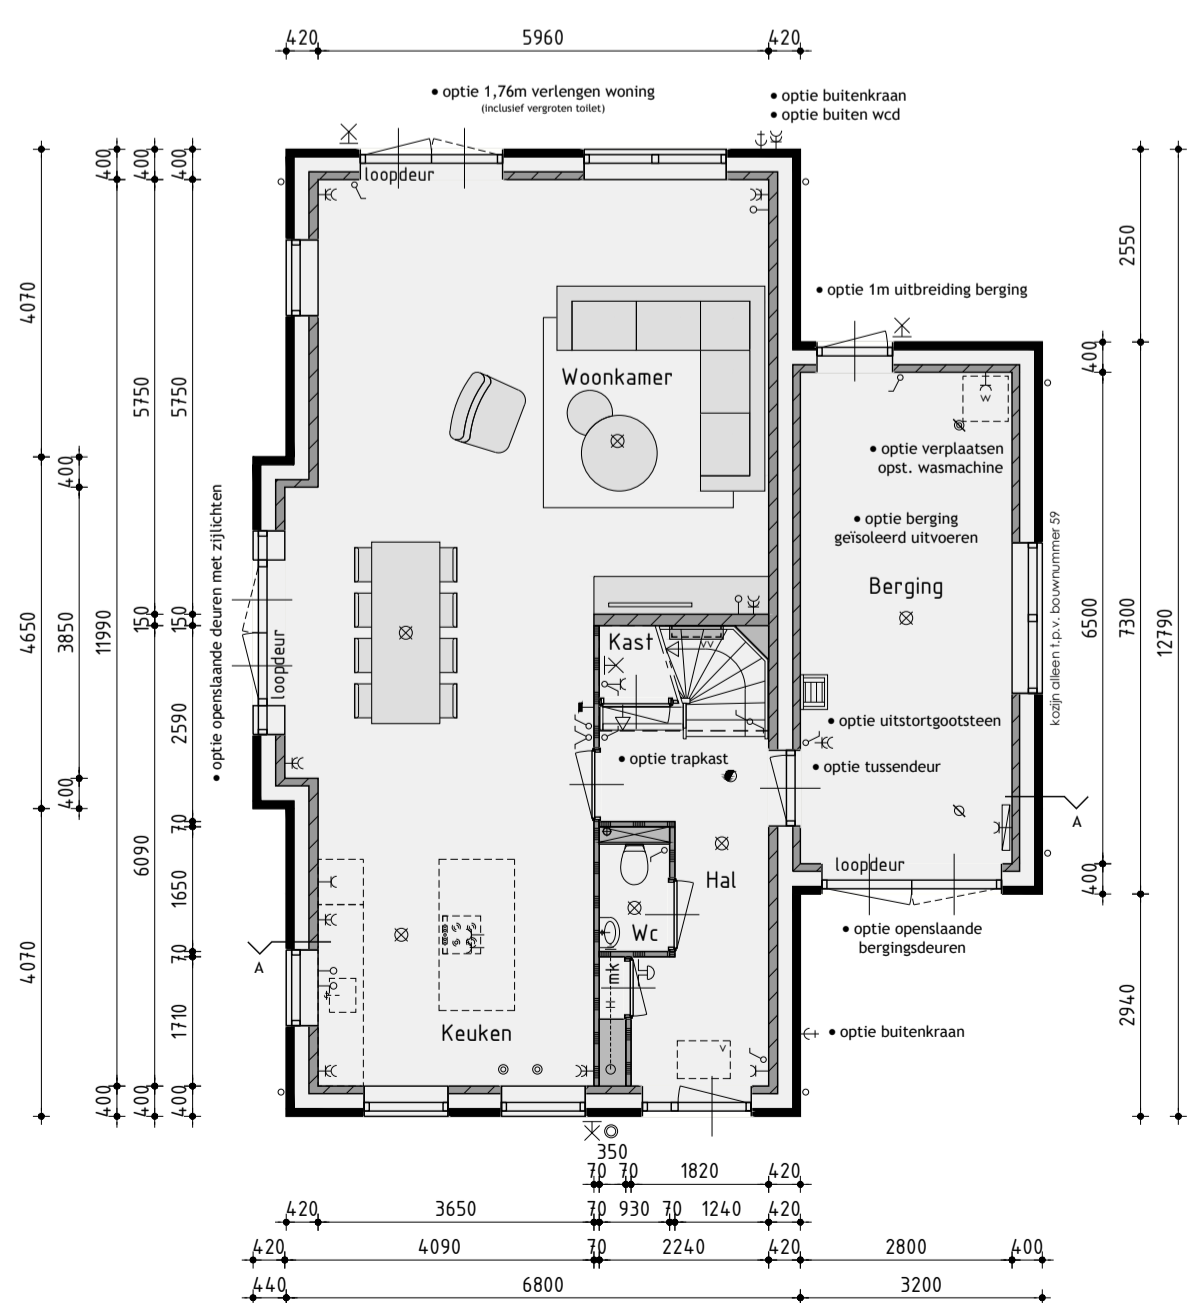 420 5960 420
• optie 1,76m verlengen woning
(inclusief vergroten toilet)
• optie buitenkraan
• optie buiten wcd
loopdeur
400
400
400
4070
5750
5750
400
4650
3850
11990
150
150
2590
400
70
6090
1650
70
4070
1710
400
400
400
• optie openslaande deuren met zijlichten
loopdeur
Woonkamer
• optie 1m uitbreiding berging
w
• optie verplaatsen
opst. wasmachine
• optie berging
geïsoleerd uitvoeren
Berging
kozijn alleen t.p.v. bouwnummer 59
Kast
vv
• optie uitstortgootsteen
• optie trapkast
• optie tussendeur
A
A
Hal
Wc
mk
Keuken
v
loopdeur
• optie openslaande
bergingsdeuren
• optie buitenkraan
2550
400
6500
7300
12790
400
2940
350
70 70 1820 420
420 3650 70 930 70 1240 420
420 4090 70 2240 420 2800 400
440 6800 3200